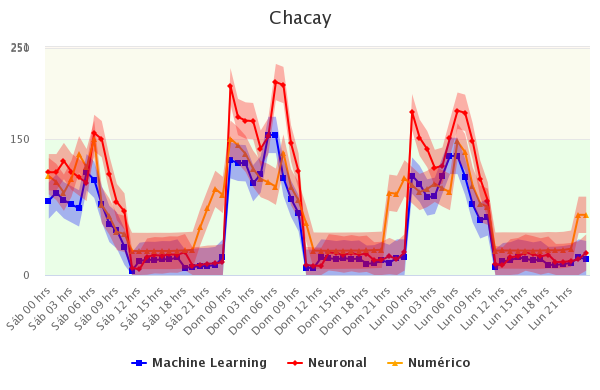 Chacay
250
150
0
Sáb 00 hrs
Sáb 03 hrs
Sáb 06 hrs
Sáb 09 hrs
Sáb 12 hrs
Sáb 15 hrs
Sáb 18 hrs
Sáb 21 hrs
Dom 00 hrs
Dom 03 hrs
Dom 06 hrs
Dom 09 hrs
Dom 12 hrs
Dom 15 hrs
Dom 18 hrs
Dom 21 hrs
Lun 00 hrs
Lun 03 hrs
Lun 06 hrs
Lun 09 hrs
Lun 12 hrs
Lun 15 hrs
Lun 18 hrs
Lun 21 hrs
Machine Learning Neuronal Numérico